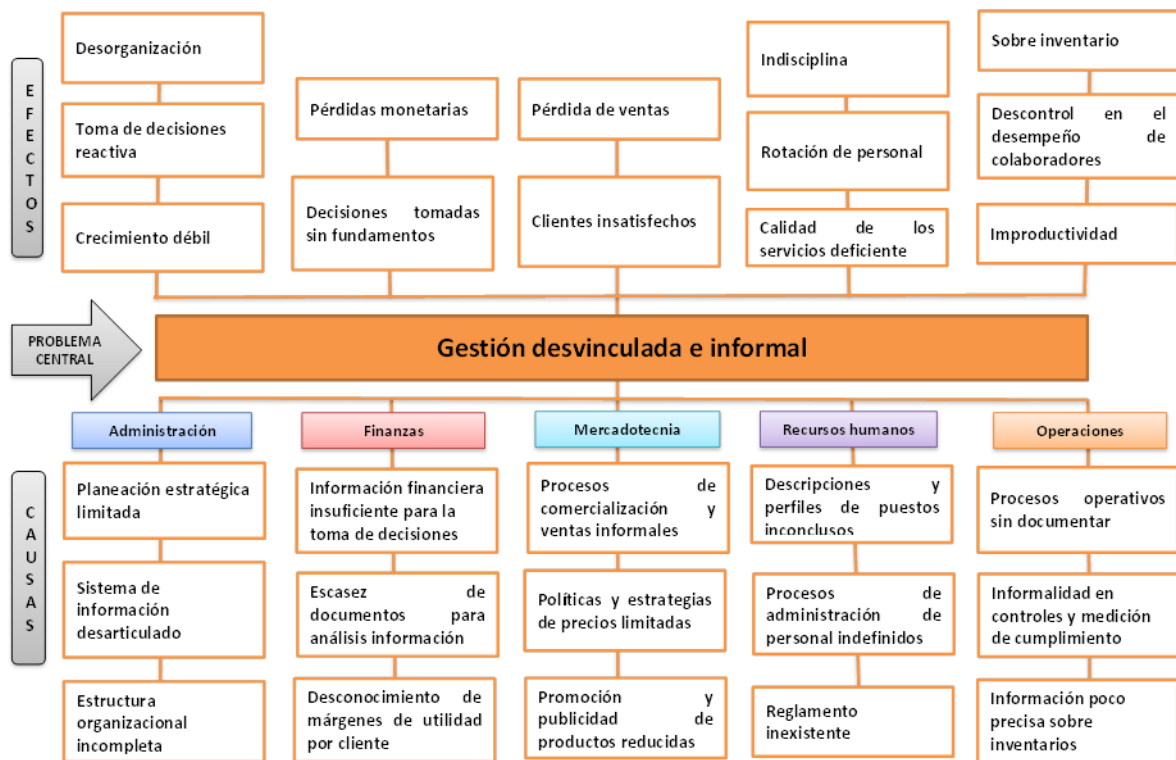 EFECTOS
Desorganización
Toma de decisiones
reactiva
Crecimiento débil
Pérdidas monetarias
Decisiones tomadas
sin fundamentos
Pérdida de ventas
Clientes insatisfechos
Indisciplina
Rotación de personal
Calidad de los
servicios deficiente
Sobre inventario
Descontrol en el
desempeño de
colaboradores
Improductividad
PROBLEMA
CENTRAL
Gestión desvinculada e informal
CAUSAS
Administración
Planeación estratégica
limitada
Sistema de
información
desarticulado
Estructura
organizacional
incompleta
Finanzas
Información financiera
insuficiente para la
toma de decisiones
Escasez de
documentos para
análisis información
Desconocimiento de
márgenes de utilidad
por cliente
Mercadotecnia
Procesos de
comercialización y
ventas informales
Políticas y estrategias
de precios limitadas
Promoción y
publicidad de
productos reducidas
Recursos humanos
Descripciones y
perfiles de puestos
inconclusos
Procesos de
administración de
personal indefinidos
Reglamento
inexistente
Operaciones
Procesos operativos
sin documentar
Informalidad en
controles y medición
de cumplimiento
Información poco
precisa sobre
inventarios